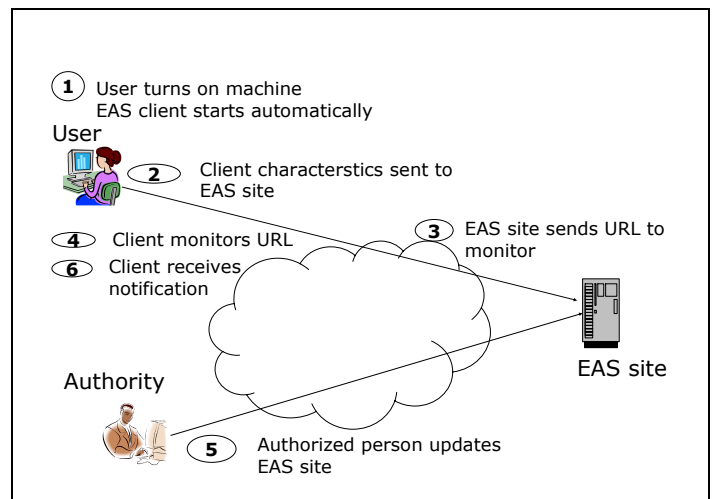 1 User turns on machine
EAS client starts automatically
User
2 Client characterstics sent to
EAS site
3 EAS site sends URL to
monitor
4 Client monitors URL
6 Client receives
notification
EAS site
Authority
5 Authorized person updates
EAS site